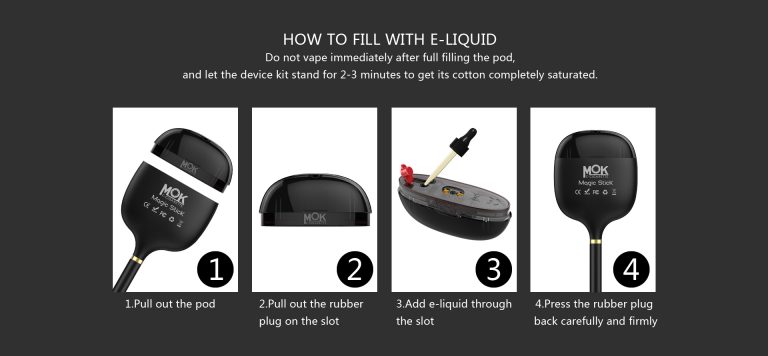 HOW TO FILL WITH E-LIQUID
Do not vape immediately after full filling the pod,
and let the device kit stand for 2-3 minutes to get its cotton completely saturated.
MOK
MOK
Magic Stick
CE
1
MOK
2
3
MOK
Magic Stick
CE
4
1.Pull out the pod
2.Pull out the rubber
plug on the slot
3.Add e-liquid through
the slot
4.Press the rubber plug
back carefully and firmly